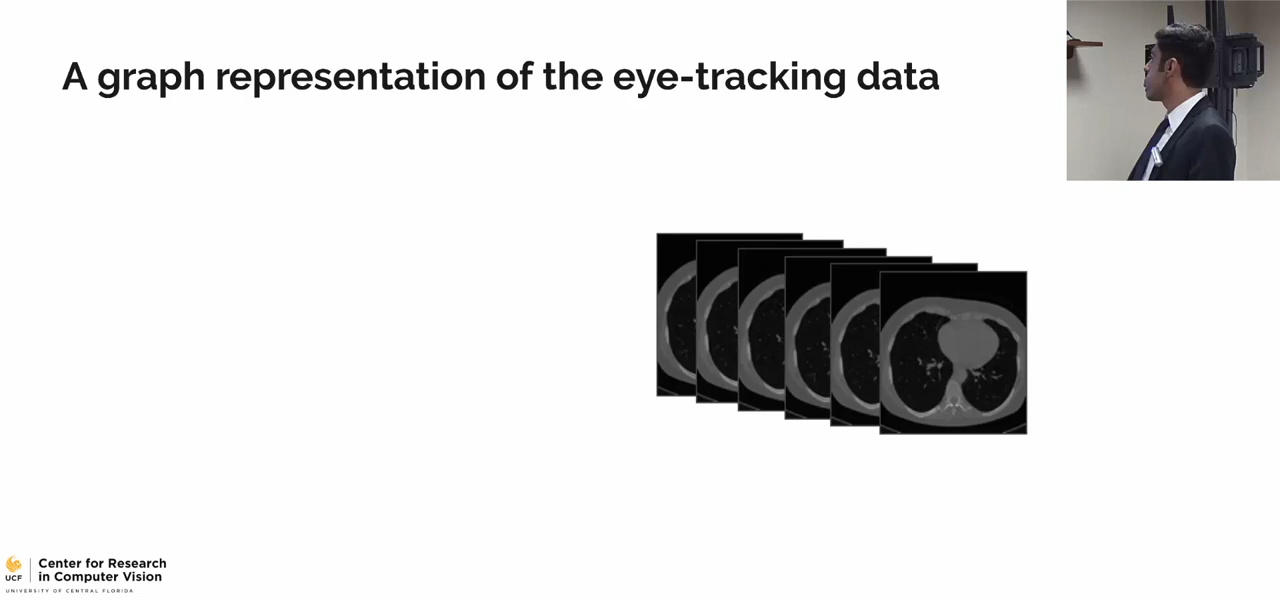 A graph representation of the eye-tracking data
UCF
Center for Research
in Computer Vision
UNIVERSITY OF CENTRAL FLORIDA